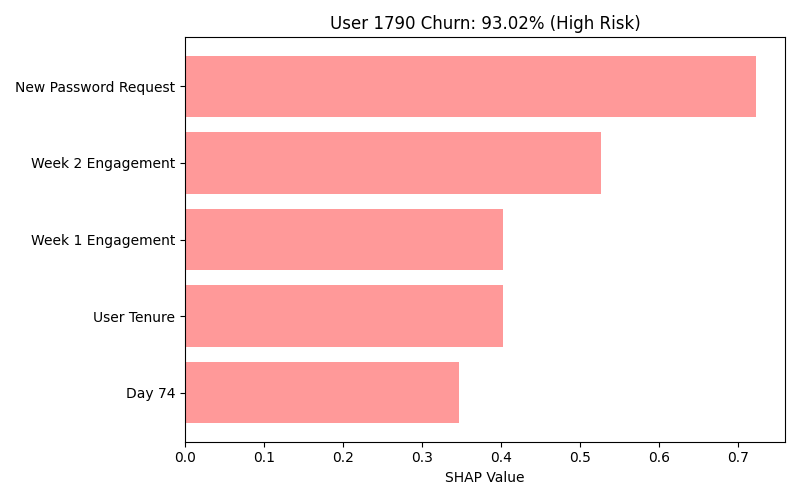 User 1790 Churn: 93.02% (High Risk)
New Password Request
Week 2 Engagement
Week 1 Engagement
User Tenure
Day 74
0.0 0.1 0.2 0.3 0.4 0.5 0.6 0.7
SHAP Value